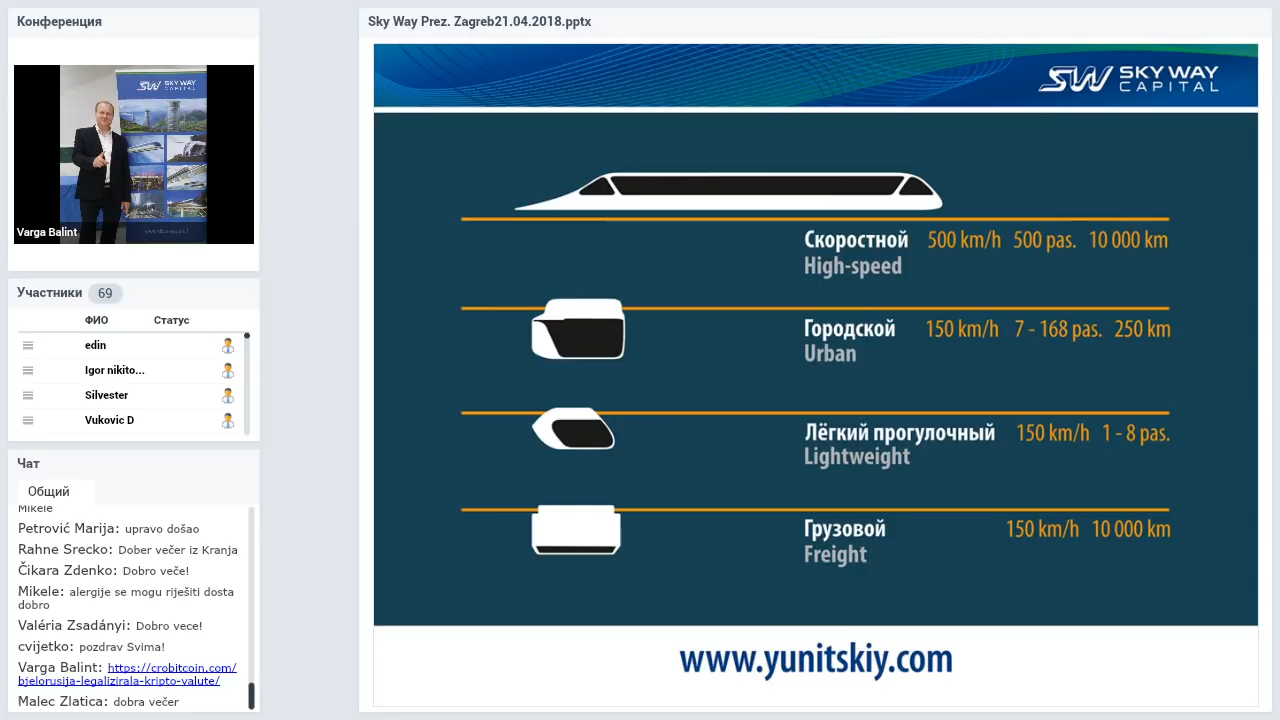 Конференция
SKY WAY
CAPITAL
Varga Balint
Участники 69
ФИО Статус
edin
Igor nikito...
Silvester
Vukovic D
Чат
Общий
Mikele
Petrović Marija: upravo došao
Rahne Srecko: Dober večer iz Kranja
Čikara Zdenko: Dobro veče!
Mikele: alergije se mogu riješiti dosta
dobro
Valéria Zsadányi: Dobro vece!
cvijetko: pozdrav Svima!
Varga Balint: https://crobitcoin.com/
bjelorusija-legalizirala-kripto-valute/
Malec Zlatica: dobra večer
Sky Way Prez. Zagreb21.04.2018.pptx
SW SKY WAY
CAPITAL
Скоростной 500 km/h 500 pas. 10 000 km
High-speed
Городской 150 km/h 7 - 168 pas. 250 km
Urban
Лёгкий прогулочный 150 km/h 1 - 8 pas.
Lightweight
Грузовой 150 km/h 10 000 km
Freight
www.yunitskiy.com